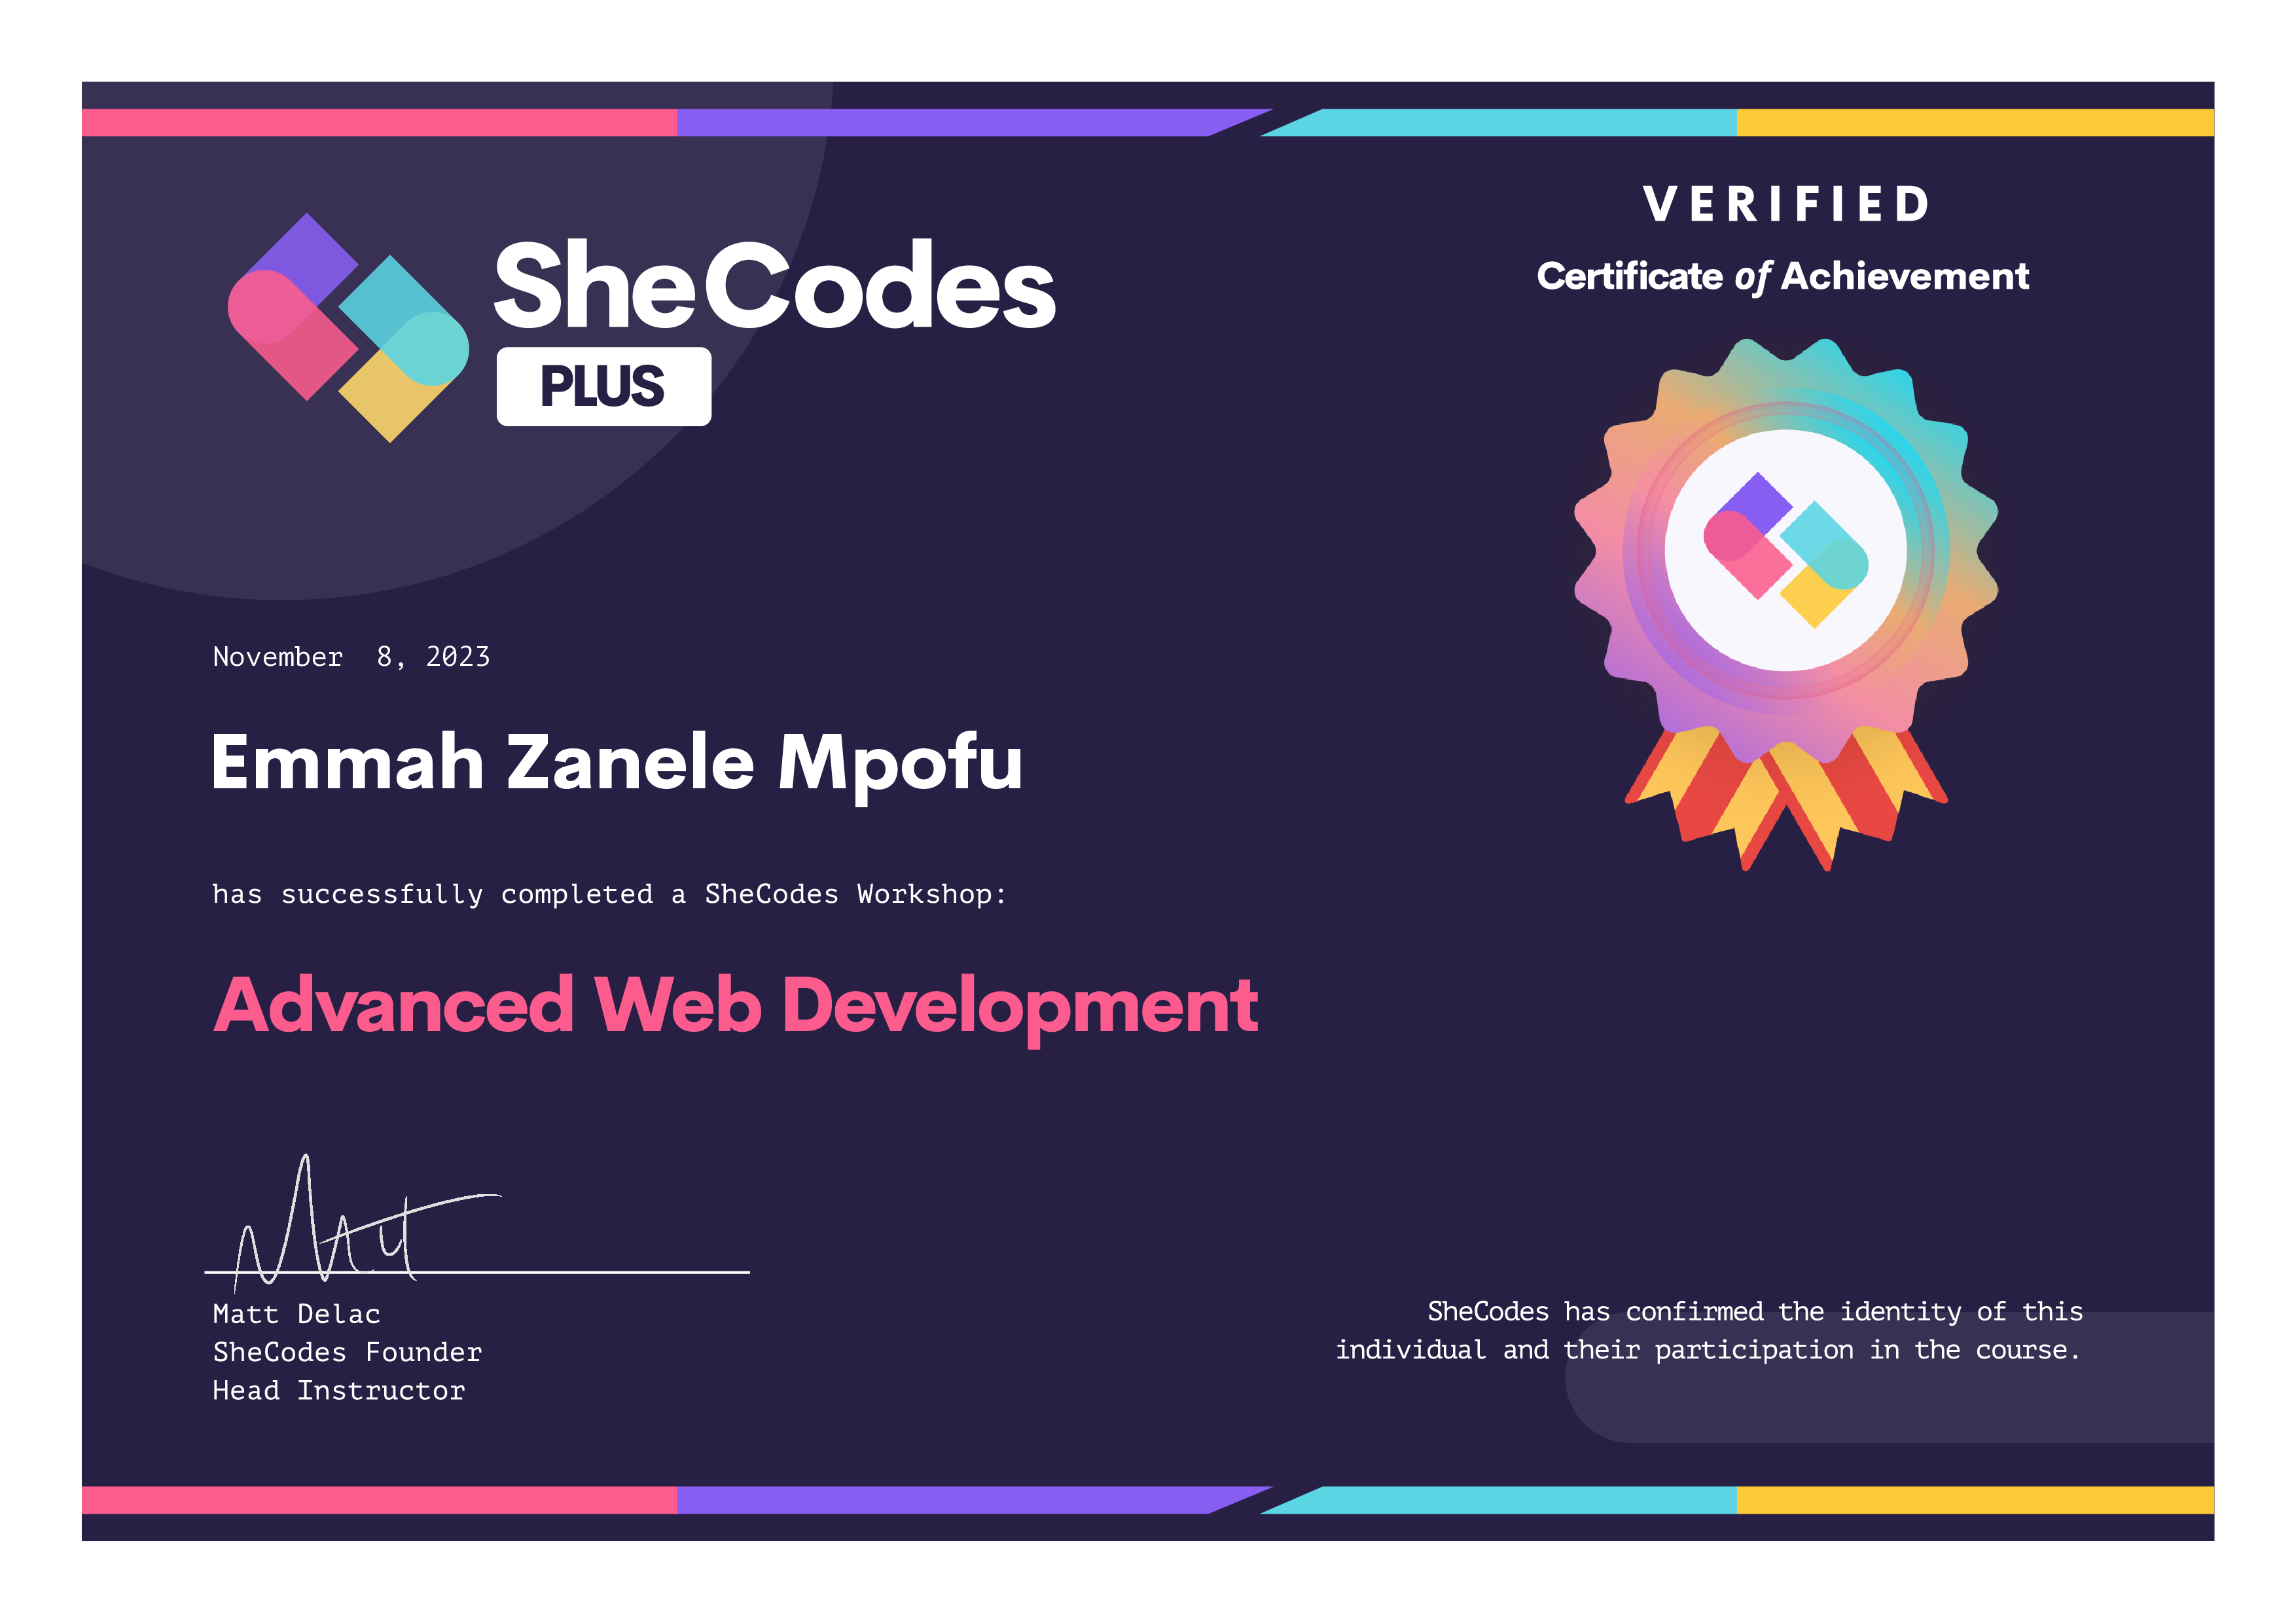 SheCodes
PLUS
VERIFIED
Certificate of Achievement
November  8, 2023
Emmah Zanele Mpofu
has successfully completed a SheCodes Workshop:
Advanced Web Development
Matt
Matt Delac
SheCodes Founder
Head Instructor
SheCodes has confirmed the identity of this
individual and their participation in the course.